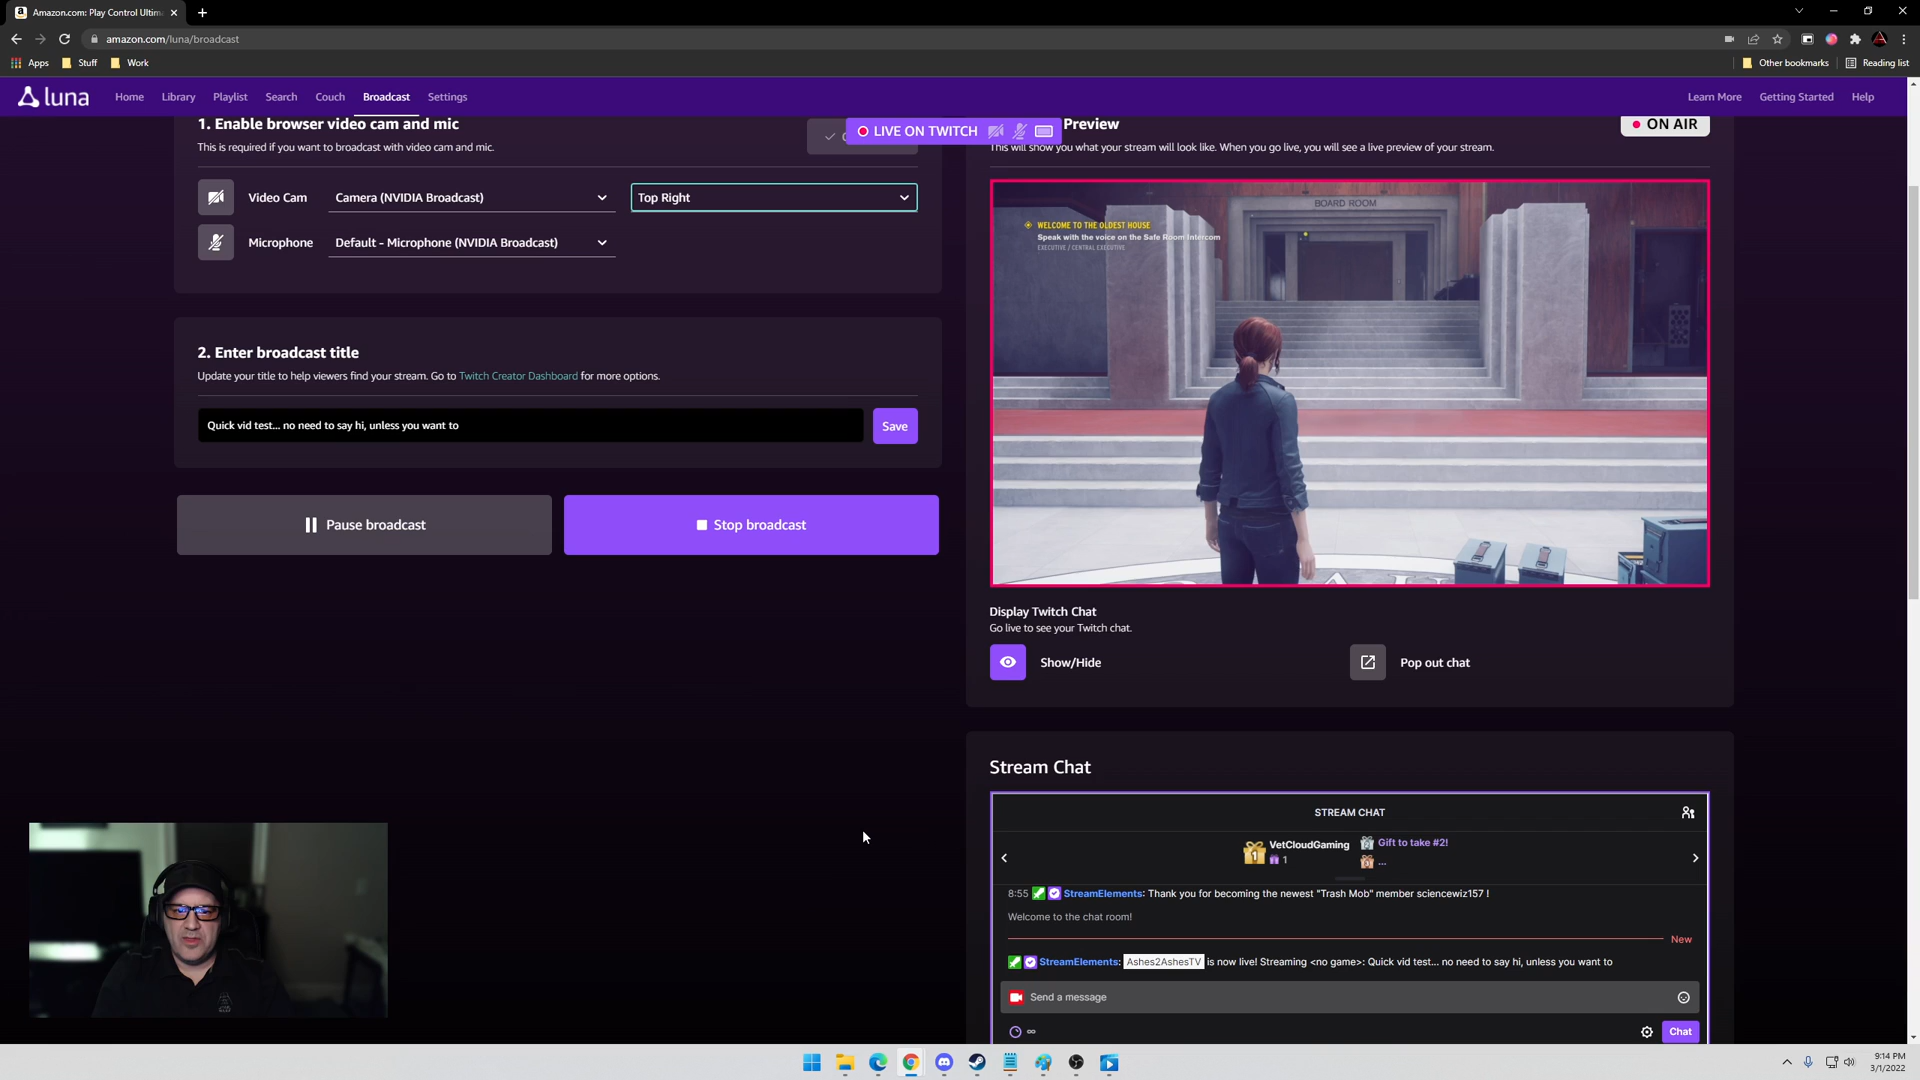 Amazon.com: Play Control Ultim
amazon.com/luna/broadcast
Apps Stuff Work Other bookmarks Reading list
luna Home Library Playlist Search Couch Broadcast Settings Learn More Getting Started Help
1. Enable browser video cam and mic
This is required if you want to broadcast with video cam and mic.
LIVE ON TWITCH
Preview
ON AIR
This will show you what your stream will look like. When you go live, you will see a live preview of your stream.
Video Cam Camera (NVIDIA Broadcast) Top Right
Microphone Default - Microphone (NVIDIA Broadcast)
BOARD ROOM
WELCOME TO THE OLDEST HOUSE
Speak with the voice on the Safe Room Intercom
EXECUTIVE / CENTRAL EXECUTIVE
2. Enter broadcast title
Update your title to help viewers find your stream. Go to Twitch Creator Dashboard for more options.
Quick vid test... no need to say hi, unless you want to
Save
Pause broadcast
Stop broadcast
Display Twitch Chat
Go live to see your Twitch chat.
Show/Hide
Pop out chat
Stream Chat
STREAM CHAT
1 VetCloudGaming 1
2 Gift to take #2!
3 ...
8:55 StreamElements: Thank you for becoming the newest "Trash Mob" member sciencewiz157 !
Welcome to the chat room!
New
StreamElements: Ashes2AshesTV is now live! Streaming <no game>: Quick vid test... no need to say hi, unless you want to
Send a message
∞
Chat
9:14 PM
3/1/2022